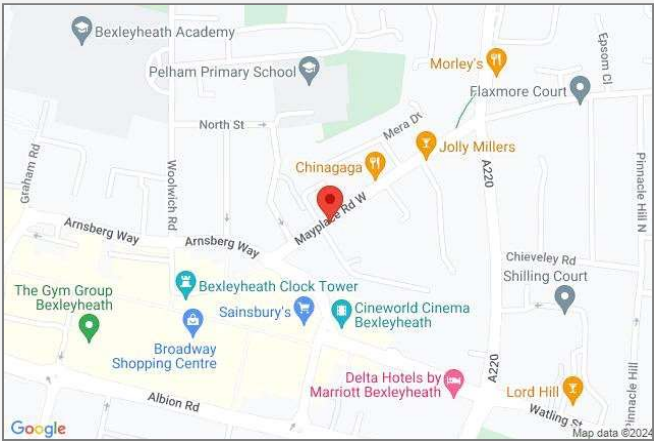 Bexleyheath Academy
Epsom Cl
Morley's
Pelham Primary School
Flaxmore Court
North St
Mera Dr
Jolly Millers
Graham Rd
Woolwich Rd
Chinagaga
A220
Pinnacle Hill N
Mayplace Rd W
Arnsberg Way
Arnsberg Way
Chieveley Rd
Shilling Court
Bexleyheath Clock Tower
The Gym Group
Bexleyheath
Sainsbury's
Cineworld Cinema
Bexleyheath
Broadway
Shopping Centre
A220
Pinnacle Hill
Delta Hotels by
Marriott Bexleyheath
Lord Hill
Albion Rd
Watling St
Google
Map data ©2024